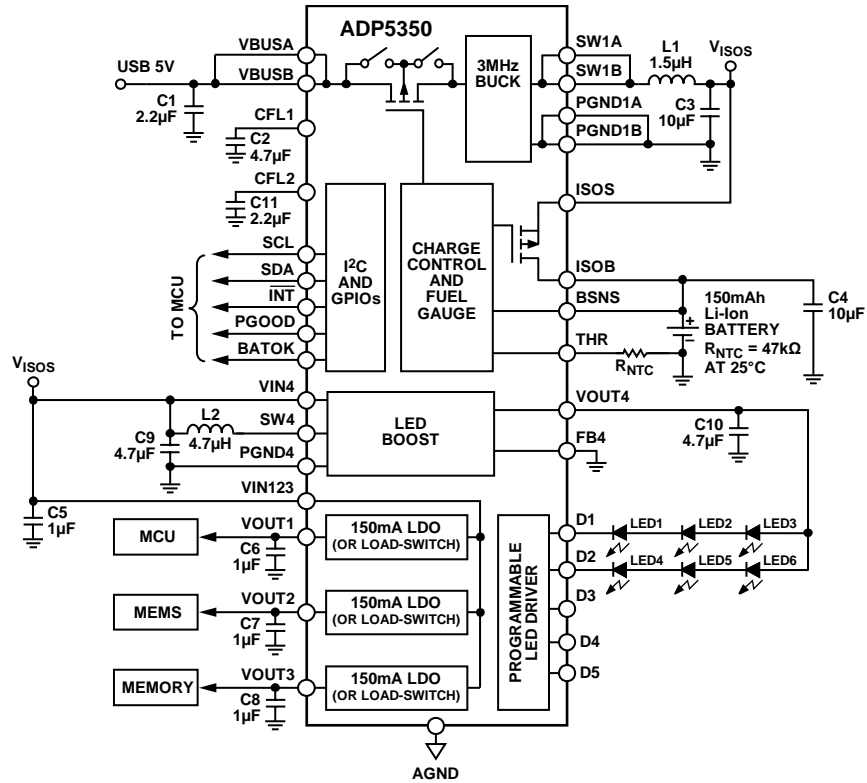 ADP5350
VBUSA
USB 5V
VBUSB
C1
2.2µF
CFL1
C2
4.7µF
CFL2
C11
2.2µF
3MHz
BUCK
SW1A
SW1B
L1
1.5µH
VISOS
PGND1A
PGND1B
C3
10µF
TO MCU
SCL
SDA
INT
PGOOD
BATOK
I2C
AND
GPIOs
CHARGE
CONTROL
AND
FUEL
GAUGE
ISOS
ISOB
BSNS
THR
RNTC
150mAh
Li-Ion
BATTERY
RNTC = 47kΩ
AT 25°C
+
–
C4
10µF
VISOS
VIN4
L2
4.7µH
SW4
C9
4.7µF
PGND4
LED
BOOST
VOUT4
FB4
C10
4.7µF
VIN123
C5
1µF
MCU
VOUT1
C6
1µF
150mA LDO
(OR LOAD-SWITCH)
MEMS
VOUT2
C7
1µF
150mA LDO
(OR LOAD-SWITCH)
MEMORY
VOUT3
C8
1µF
150mA LDO
(OR LOAD-SWITCH)
PROGRAMMABLE
LED DRIVER
D1
LED1
LED2
LED3
D2
LED4
LED5
LED6
D3
D4
D5
AGND